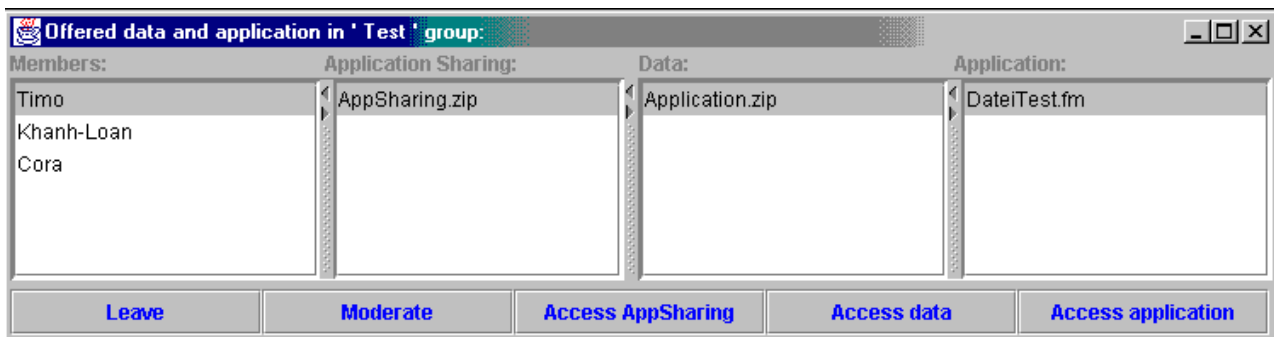 Offered data and application in ' Test ' group:
Members: Application Sharing: Data: Application:
Timo AppSharing.zip Application.zip DateiTest.fm
Khanh-Loan
Cora
Leave Moderate Access AppSharing Access data Access application